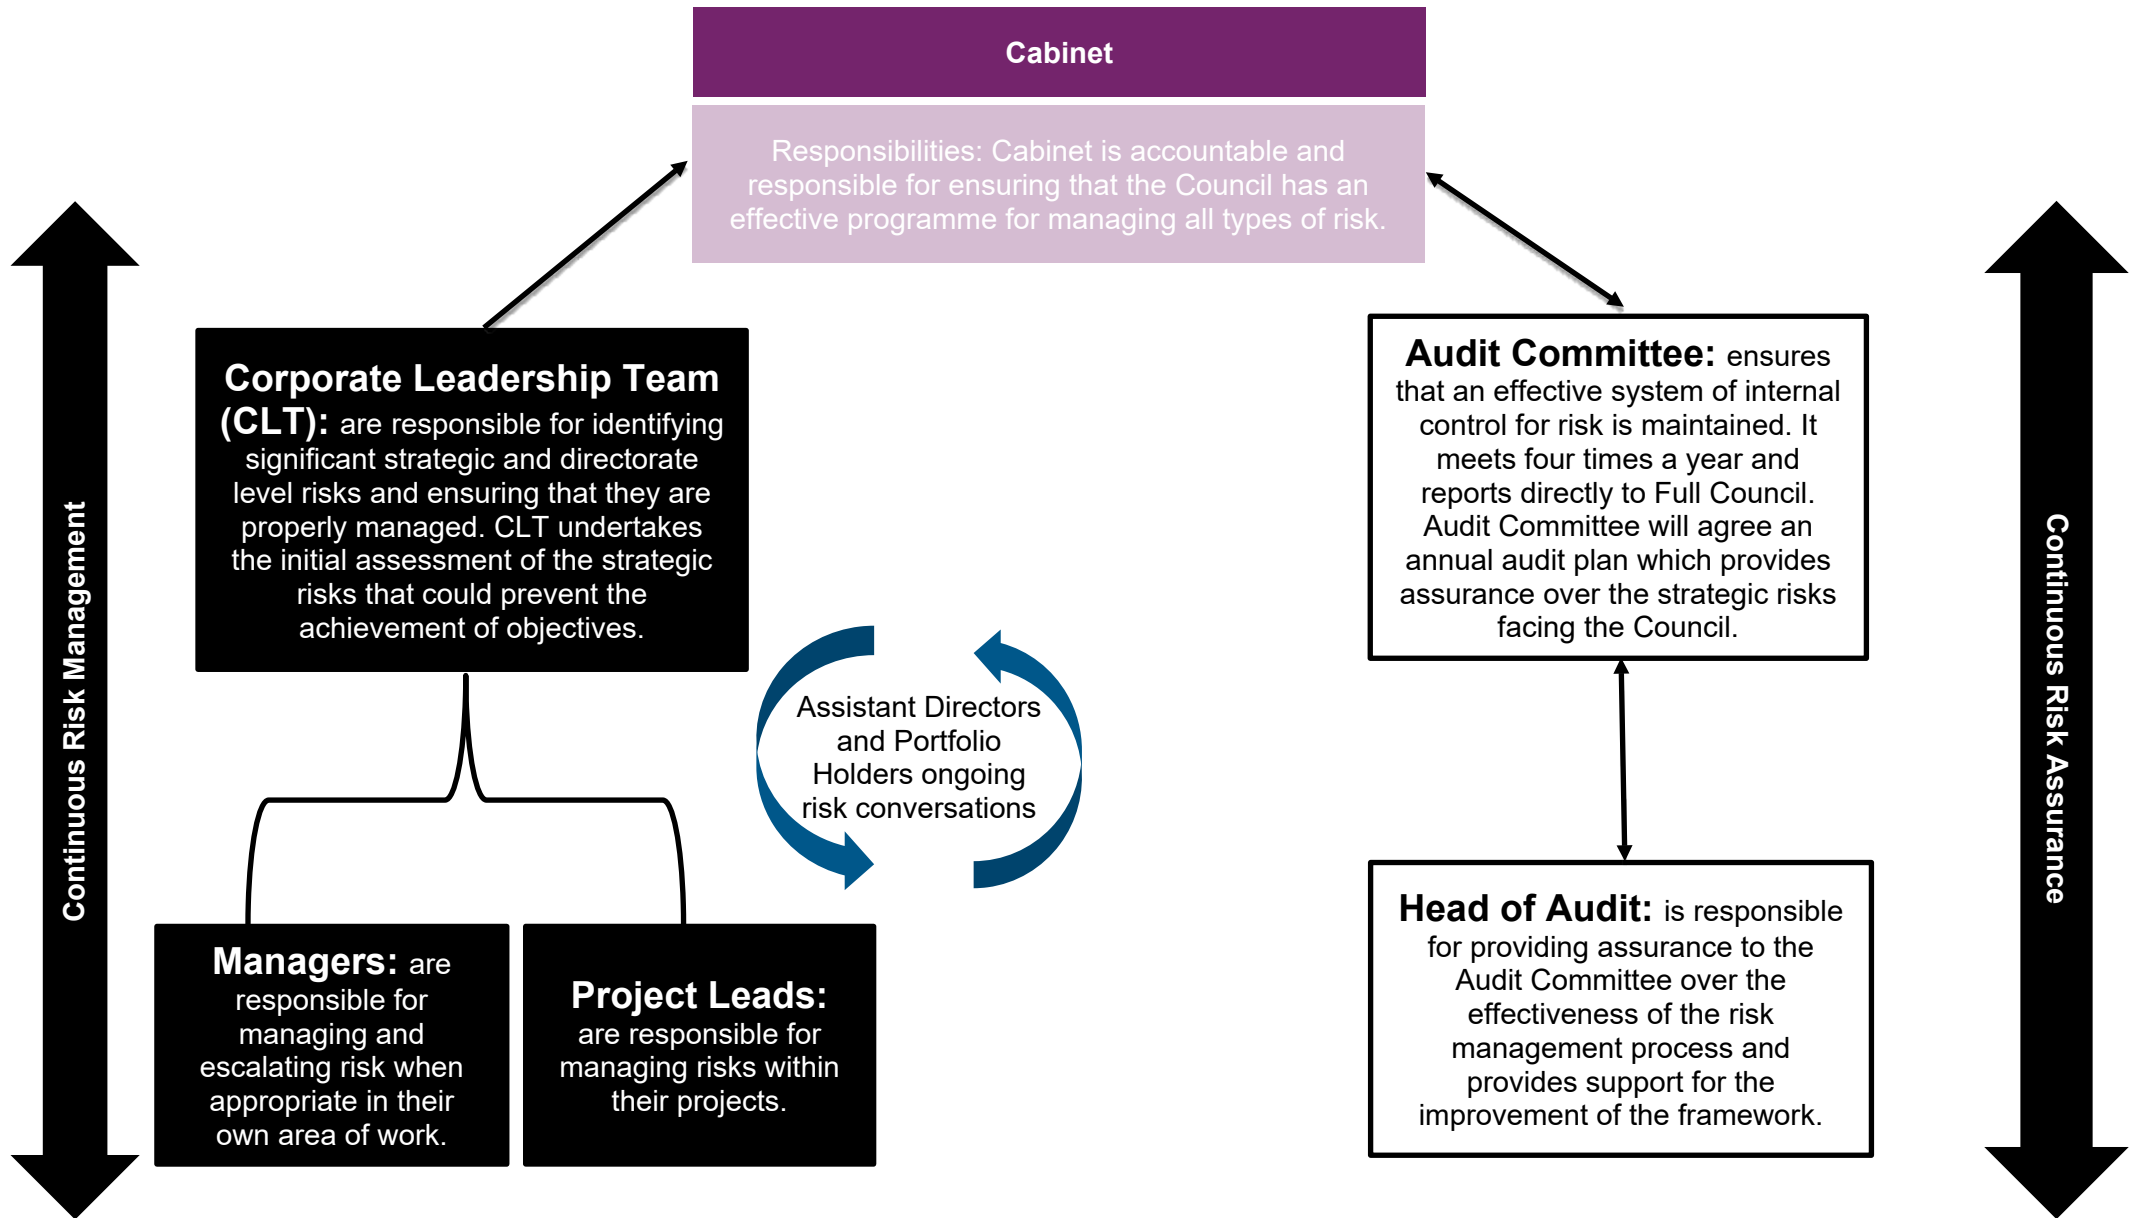 Cabinet
Responsibilities: Cabinet is accountable and
responsible for ensuring that the Council has an
effective programme for managing all types of risk.
Continuous Risk Management
Corporate Leadership Team
(CLT): are responsible for identifying
significant strategic and directorate
level risks and ensuring that they are
properly managed. CLT undertakes
the initial assessment of the strategic
risks that could prevent the
achievement of objectives.
Audit Committee: ensures
that an effective system of internal
control for risk is maintained. It
meets four times a year and
reports directly to Full Council.
Audit Committee will agree an
annual audit plan which provides
assurance over the strategic risks
facing the Council.
Continuous Risk Assurance
Assistant Directors
and Portfolio
Holders ongoing
risk conversations
Managers: are
responsible for
managing and
escalating risk when
appropriate in their
own area of work.
Project Leads:
are responsible for
managing risks within
their projects.
Head of Audit: is responsible
for providing assurance to the
Audit Committee over the
effectiveness of the risk
management process and
provides support for the
improvement of the framework.